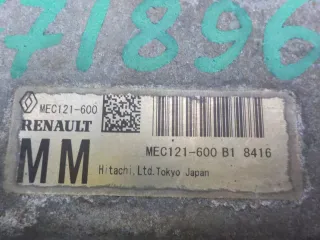 71896
MEC121-600
RENAULT
MM
MEC121-600 B1 8416
Hitachi,Ltd.Tokyo Japan